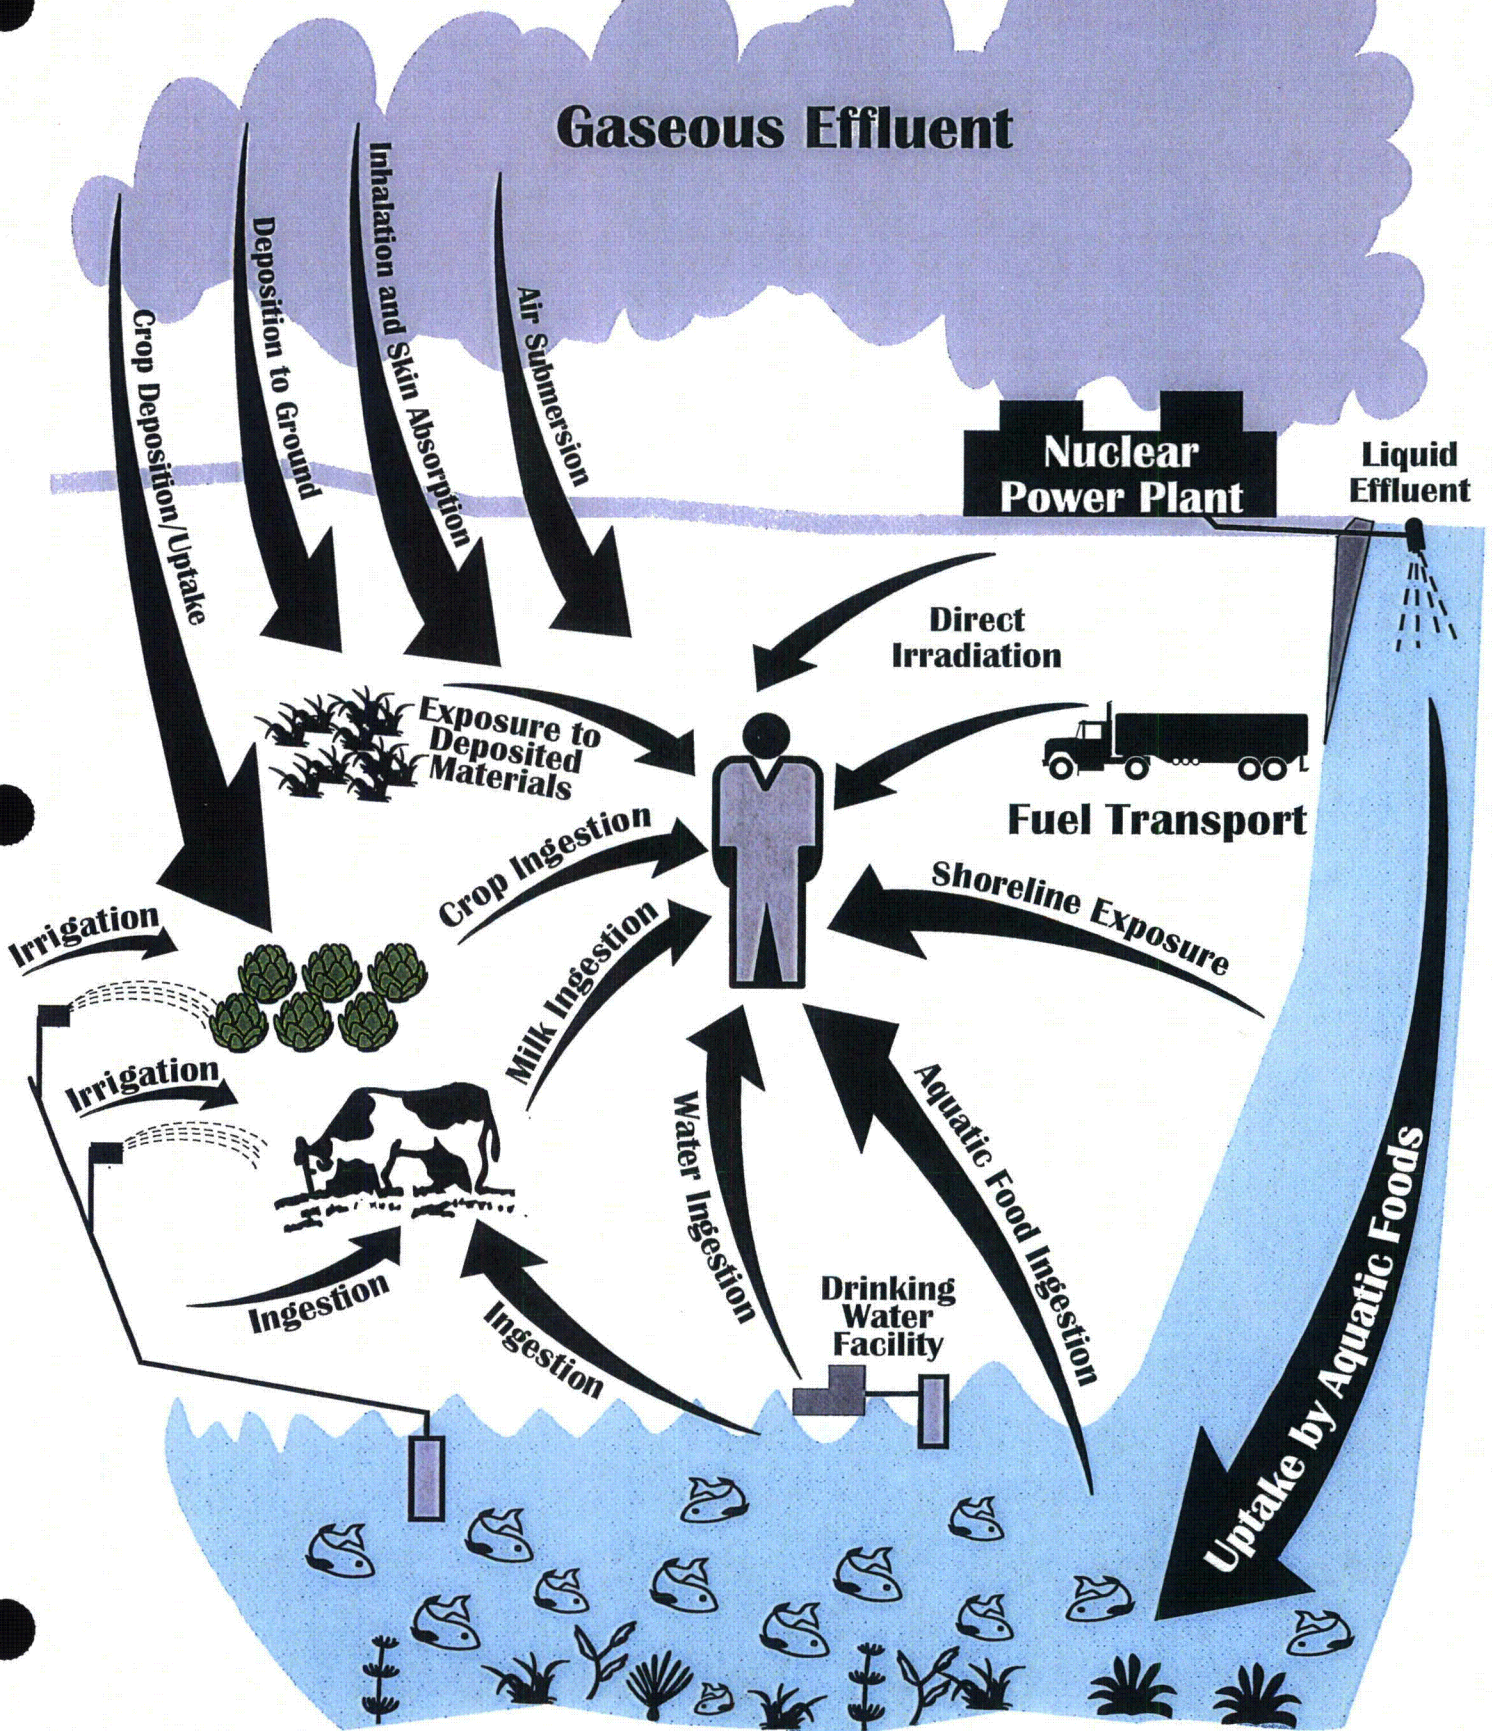 Gaseous Effluent
Crop Deposition/Uptake
Deposition to Ground
Inhalation and Skin Absorption
Air Submersion
Nuclear
Power Plant
Liquid
Effluent
Direct
Irradiation
Exposure to
Deposited
Materials
Fuel Transport
Crop Ingestion
Shoreline Exposure
Irrigation
Milk Ingestion
Irrigation
Water Ingestion
Aquatic Food Ingestion
Uptake by Aquatic Foods
Ingestion
Ingestion
Drinking
Water
Facility